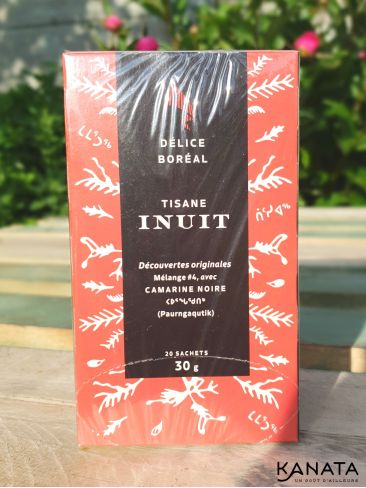 DÉLICE
BORÉAL
TISANE
INUIT
Découvertes originales
Mélange #4, avec
CAMARINE NOIRE
ᐸᐅᕐᖓᖁᑎᒃ
(Paurngaqutik)
20 SACHETS
30 g
KANATA
UN GOÛT D'AILLEURS